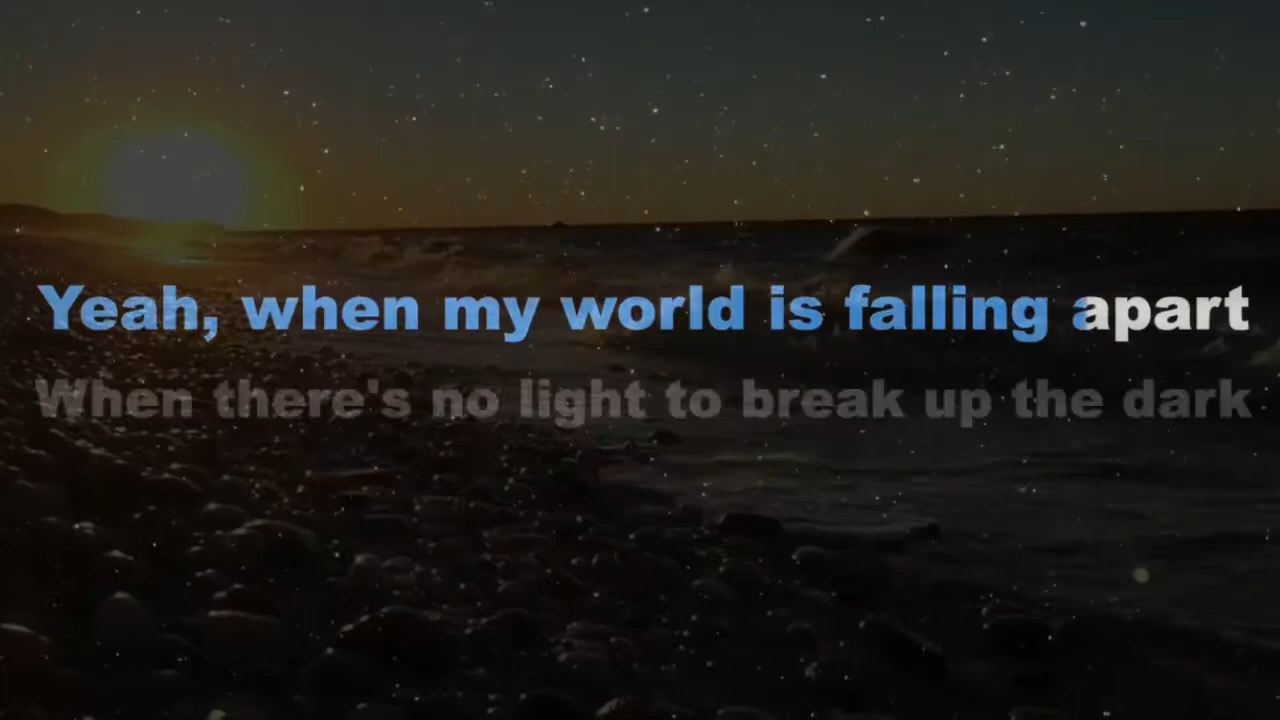 Yeah, when my world is falling apart
When there's no light to break up the dark